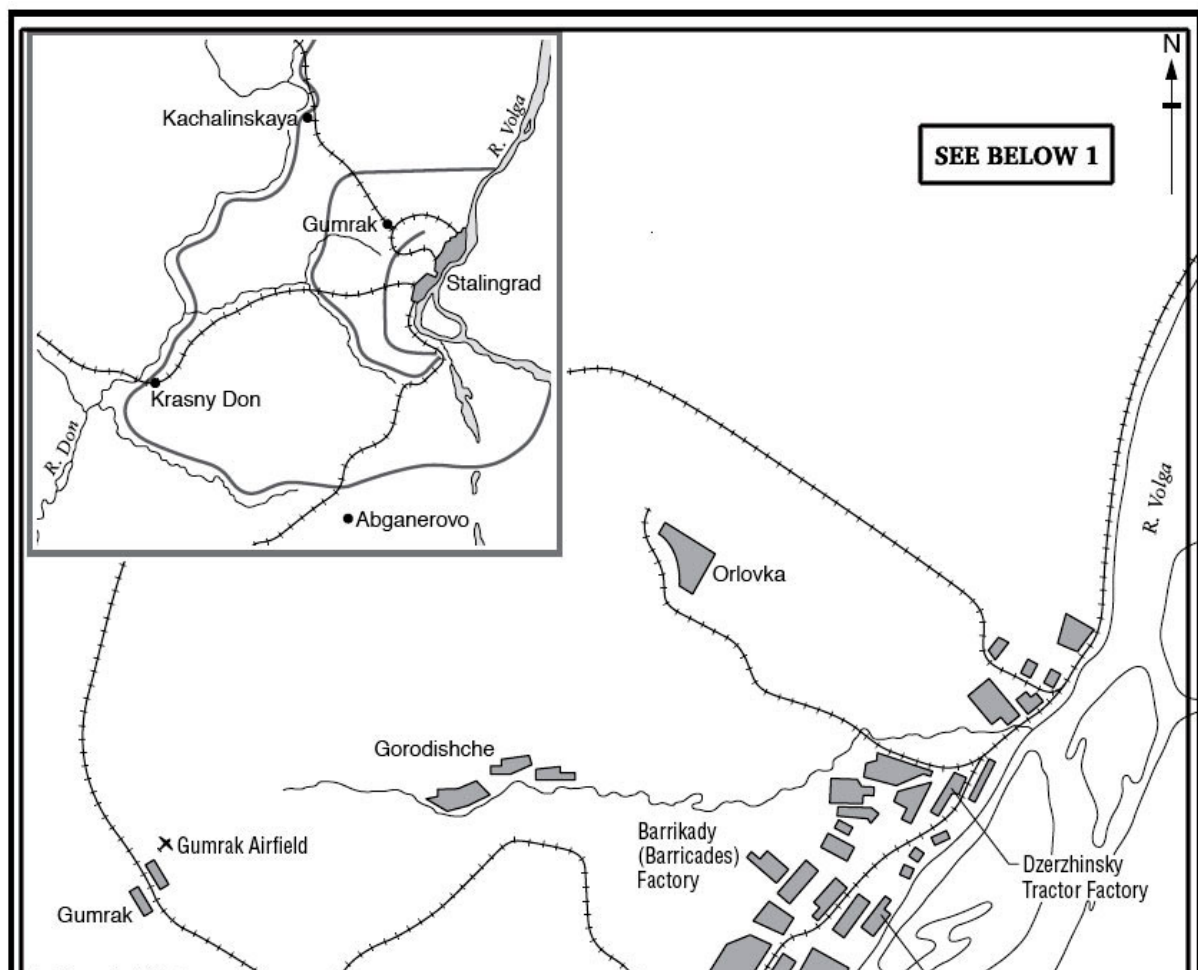 N
SEE BELOW 1
Kachalinskaya
R. Volga
Gumrak
Stalingrad
Krasny Don
R. Don
Abganerovo
R. Volga
Orlovka
Gorodishche
Gumrak Airfield
Gumrak
Barrikady
(Barricades)
Factory
Dzerzhinsky
Tractor Factory